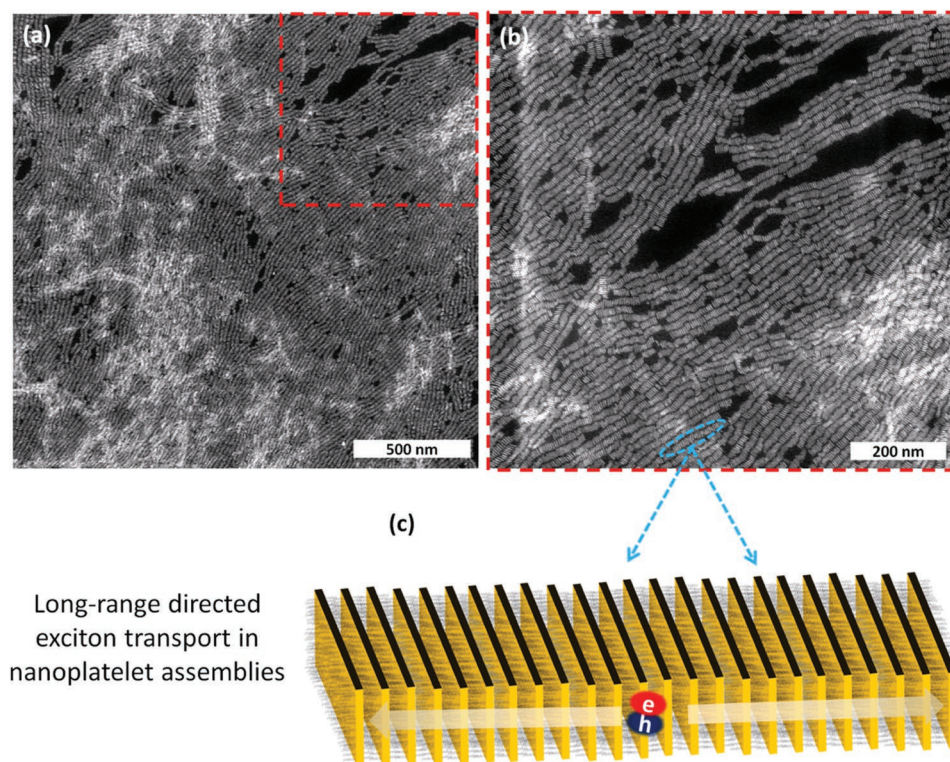 (a)
(b)
500 nm
200 nm
(c)
Long-range directed
exciton transport in
nanoplatelet assemblies
e
h